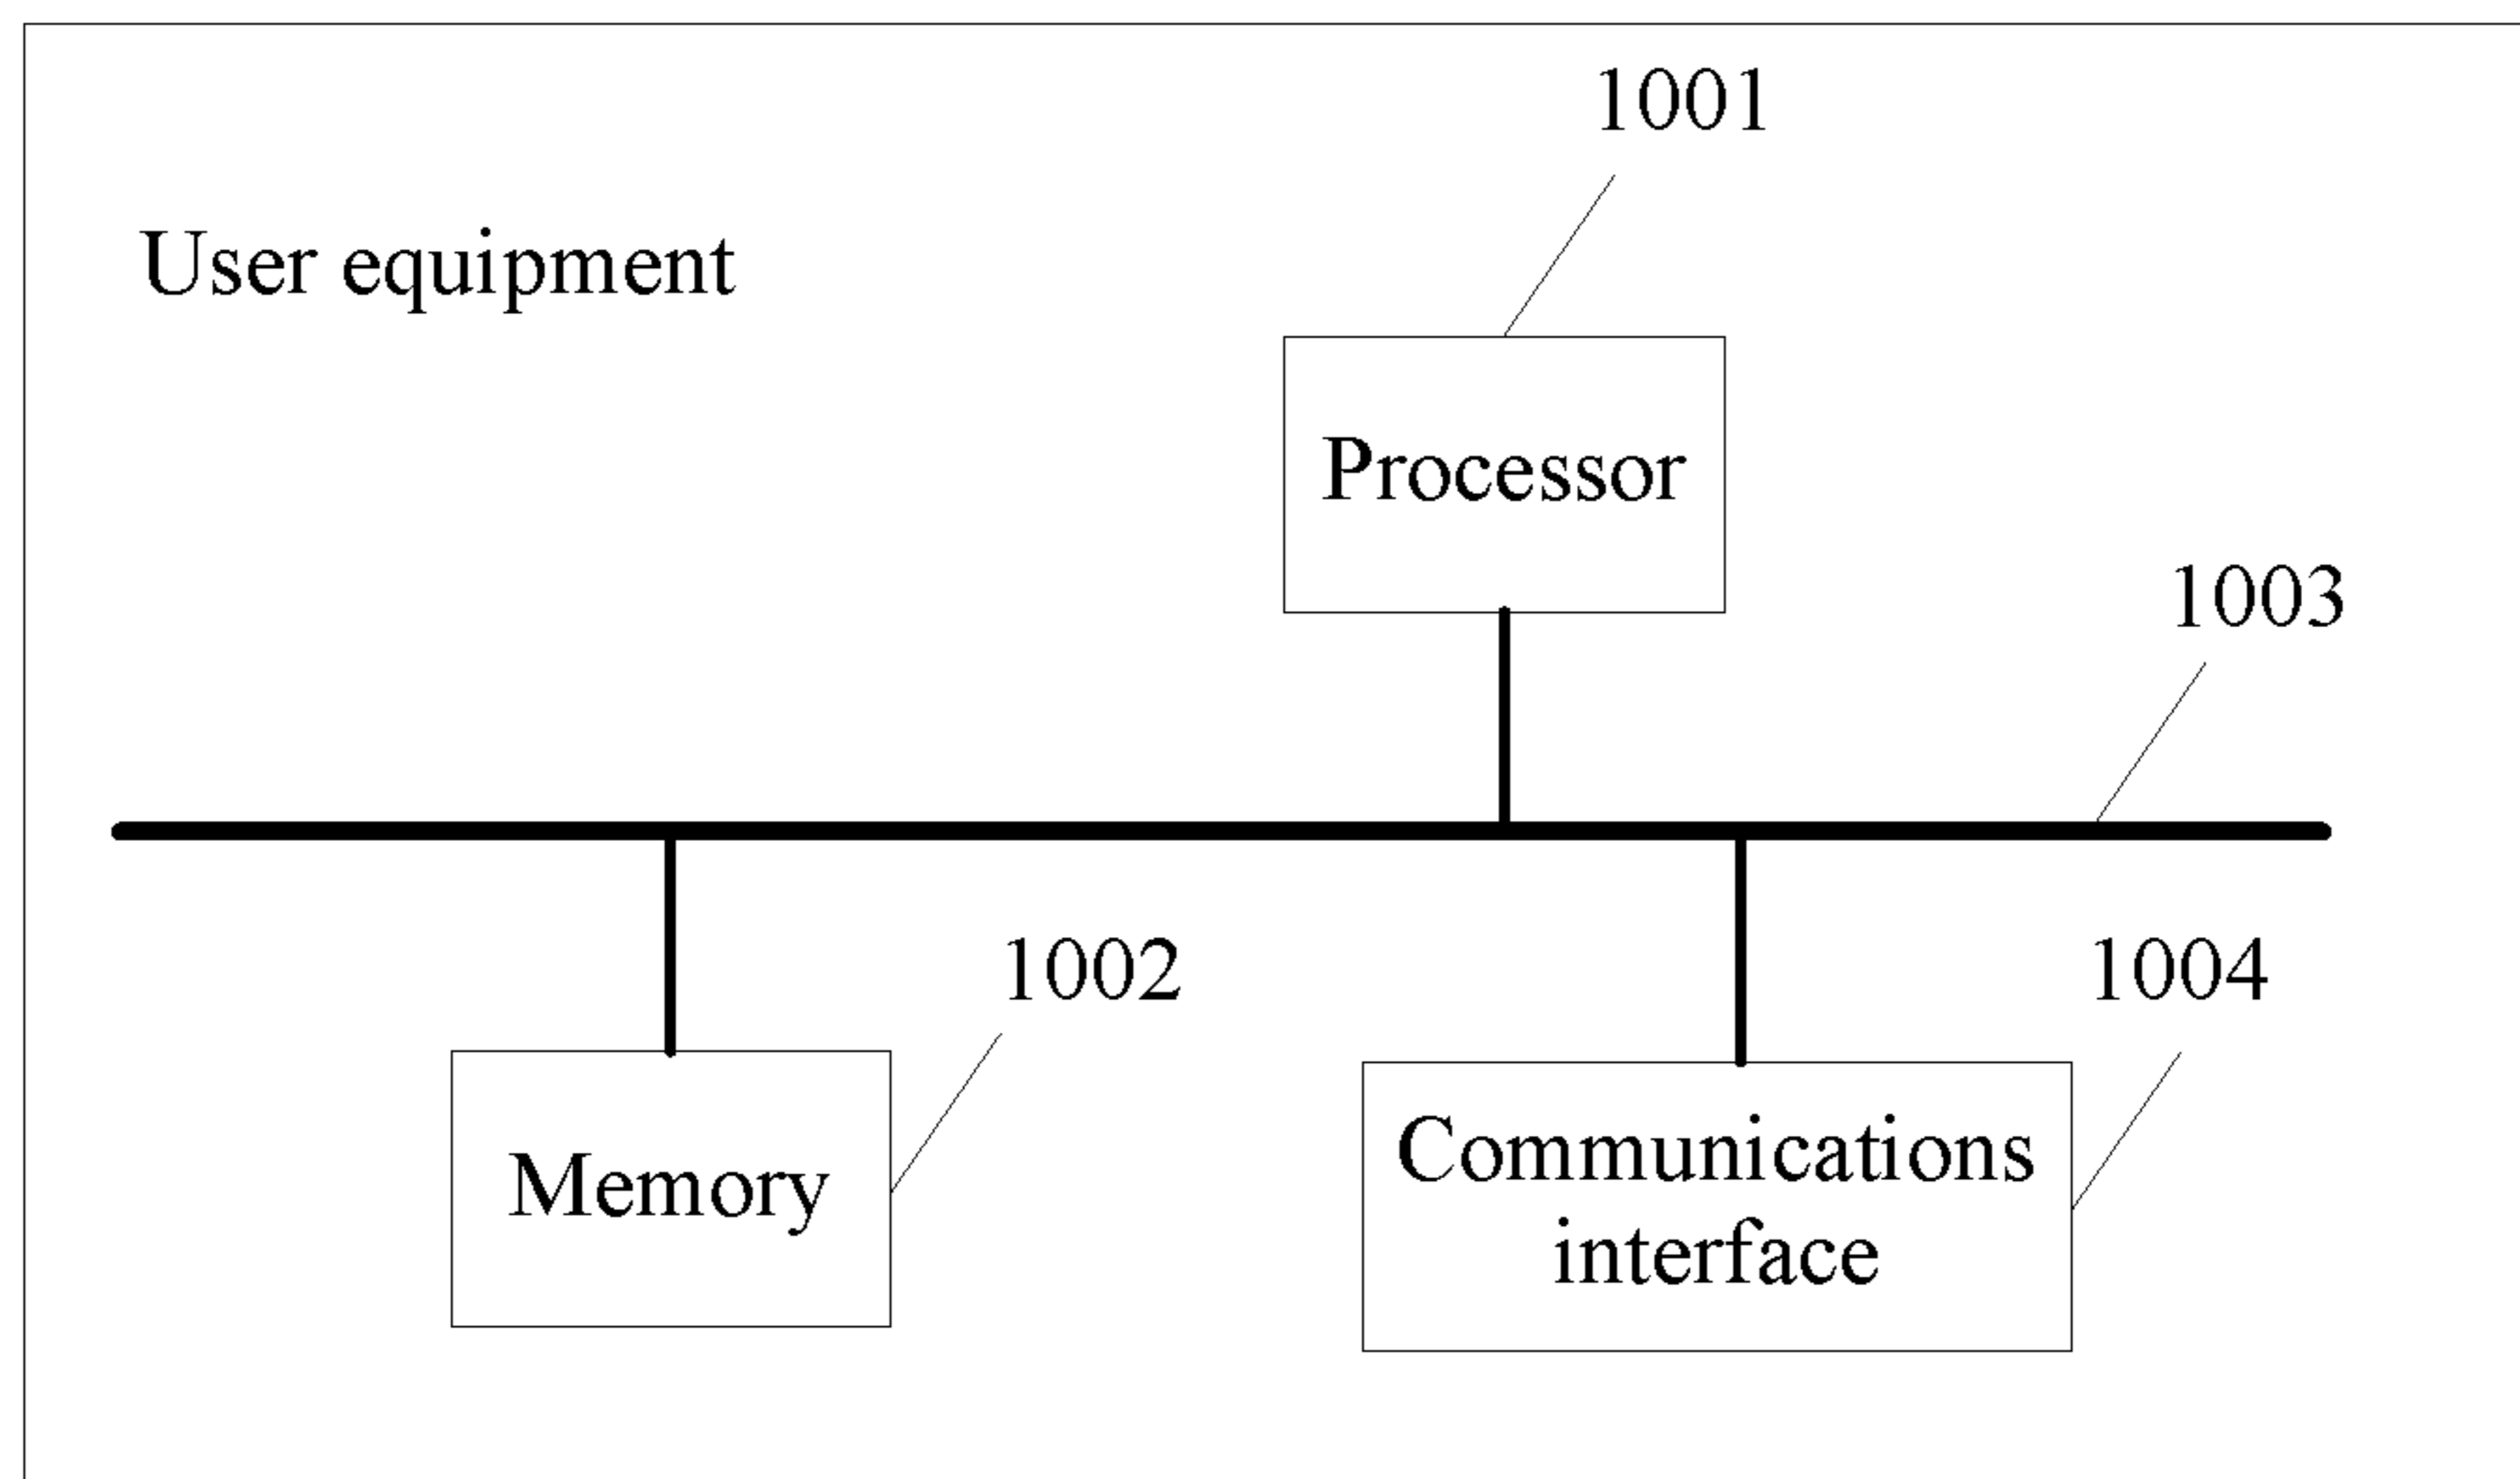 1001
User equipment
Processor
1003
1002
1004
Memory
Communications
interface